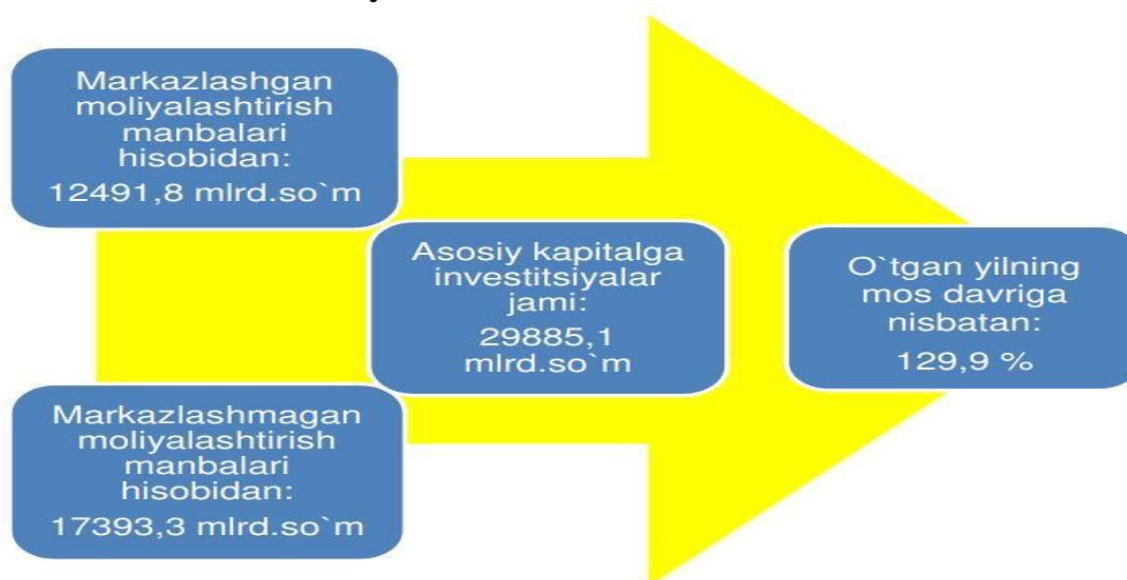 Markazlashgan
moliyalashtirish
manbalari
hisobidan:
12491,8 mlrd.so`m
Asosiy kapitalga
investitsiyalar
jami:
29885,1
mlrd.so`m
O`tgan yilning
mos davriga
nisbatan:
129,9 %
Markazlashmagan
moliyalashtirish
manbalari
hisobidan:
17393,3 mlrd.so`m